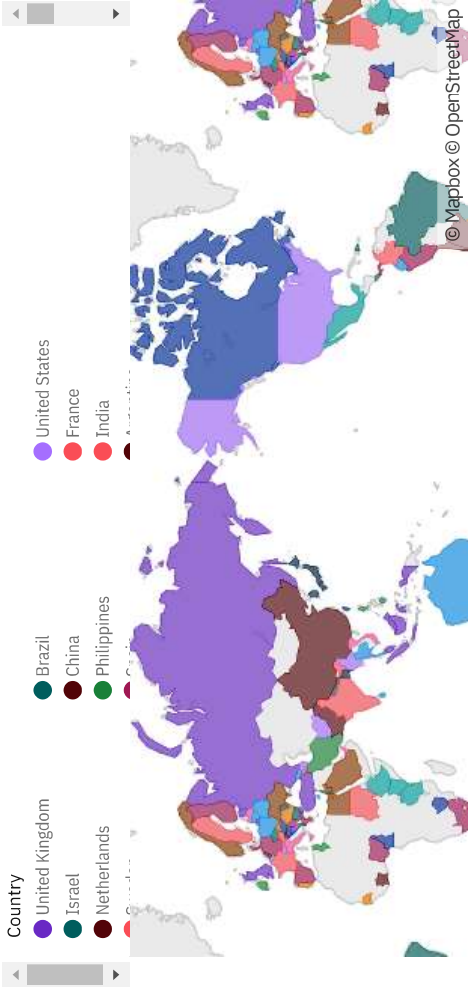 Country
United Kingdom
Brazil
United States
Israel
China
France
Netherlands
Philippines
India
© Mapbox © OpenStreetMap